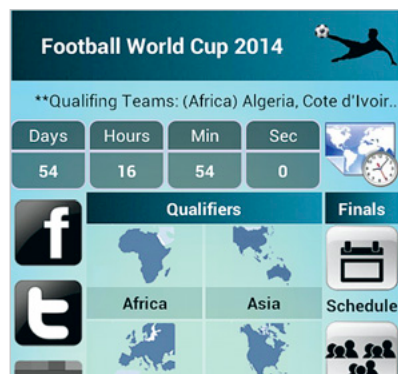 Football World Cup 2014
**Qualifing Teams: (Africa) Algeria, Cote d'Ivoir..
Days Hours Min Sec
54 16 54 0
Qualifiers Finals
f
t
Africa Asia Schedule